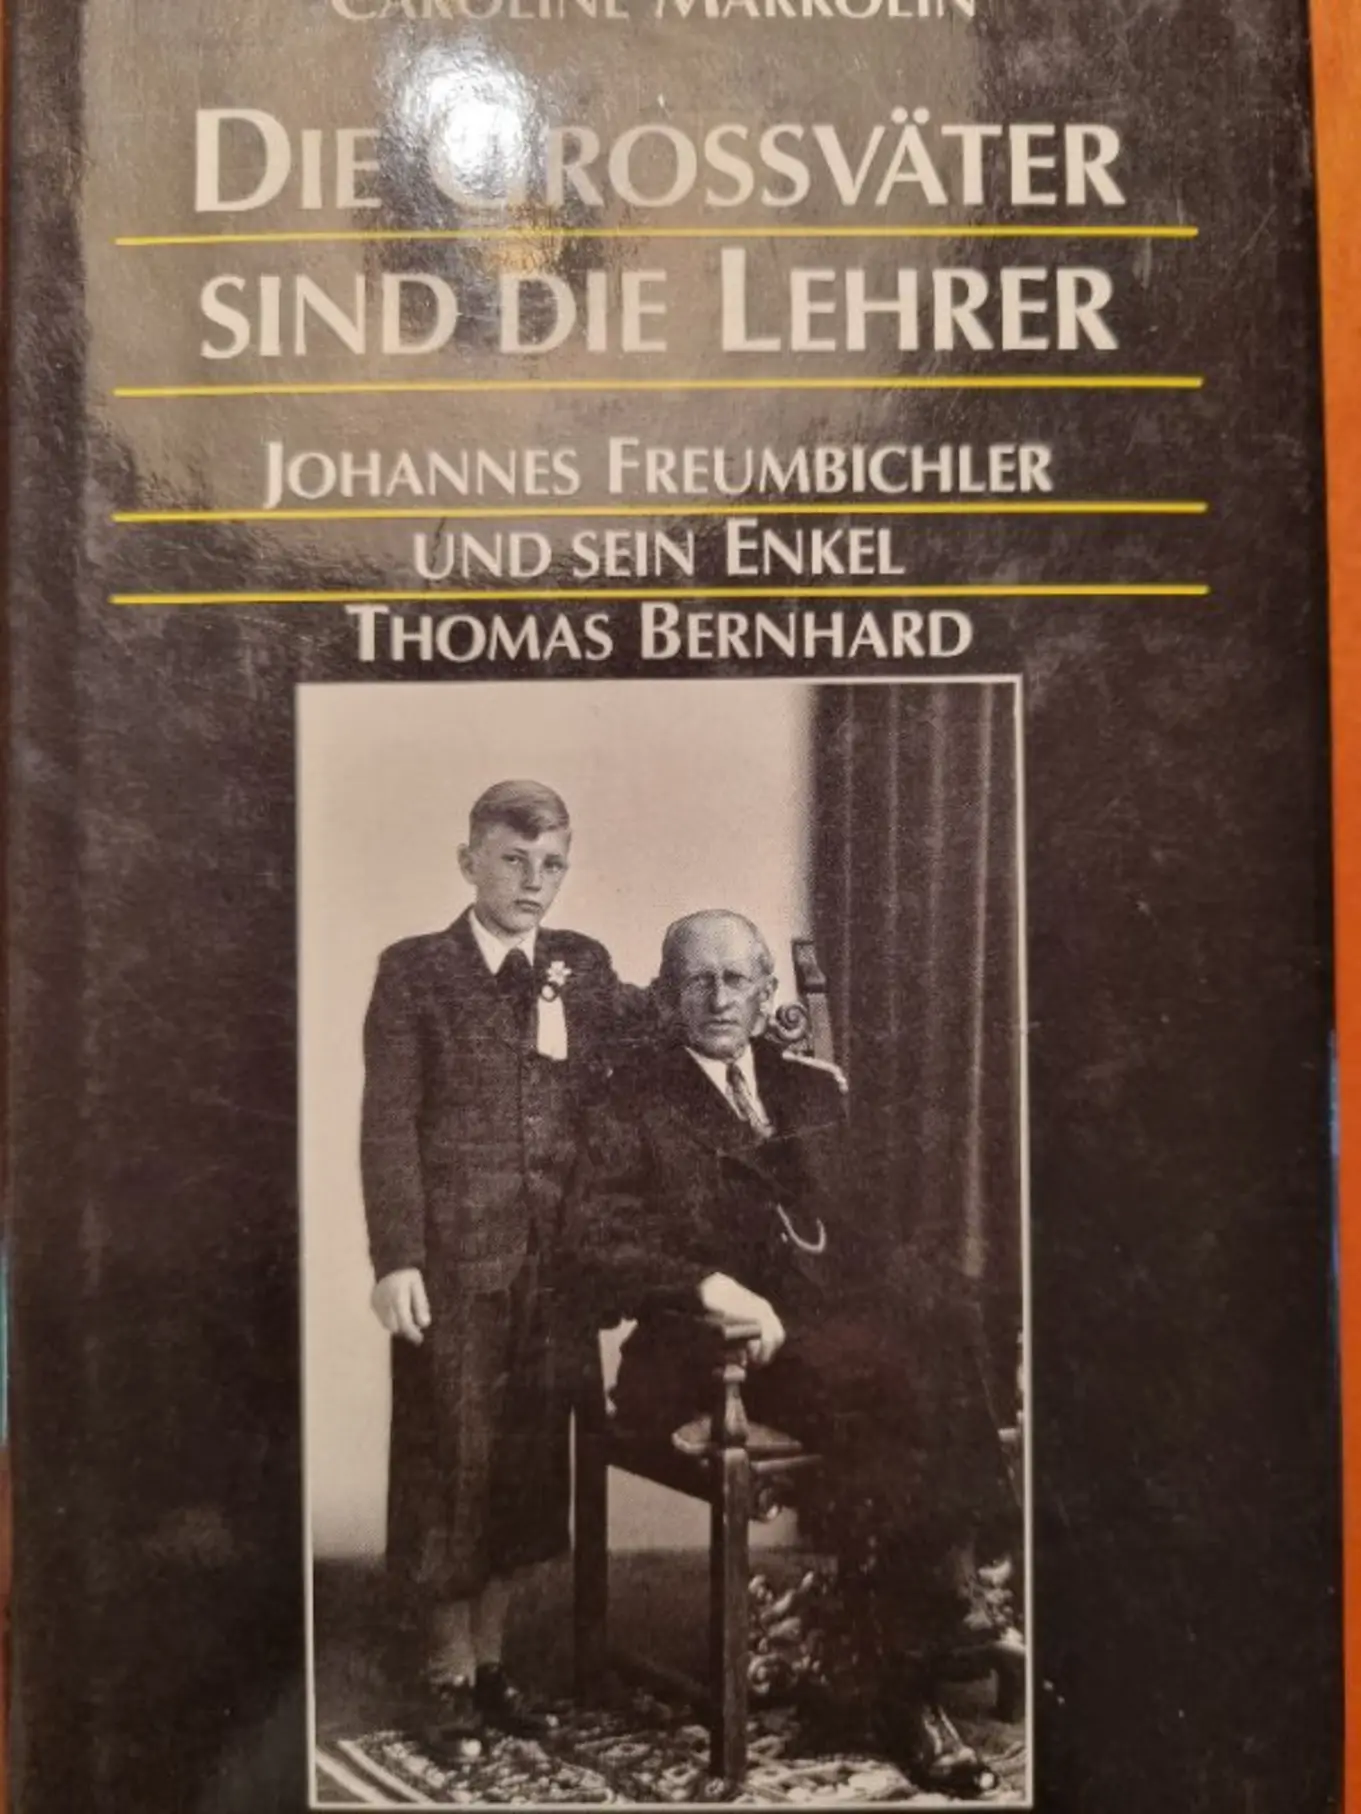 CAROLINE MARKOLIN
DIE GROSSVÄTER
SIND DIE LEHRER
JOHANNES FREUMBICHLER
UND SEIN ENKEL
THOMAS BERNHARD